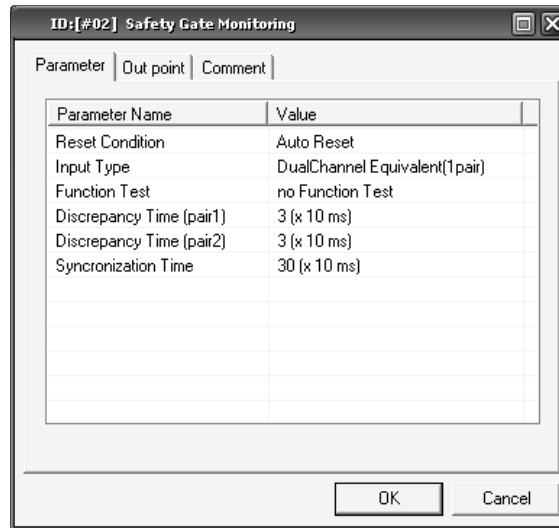 ID:[#02] Safety Gate Monitoring
Parameter Out point Comment
Parameter Name Value
Reset Condition Auto Reset
Input Type DualChannel Equivalent(1pair)
Function Test no Function Test
Discrepancy Time (pair1) 3 (x 10 ms)
Discrepancy Time (pair2) 3 (x 10 ms)
Syncronization Time 30 (x 10 ms)
OK Cancel